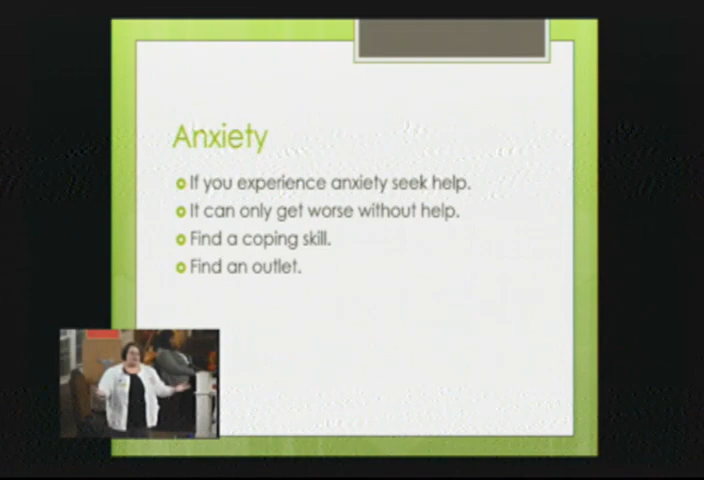 Anxiety
If you experience anxiety seek help.
It can only get worse without help.
Find a coping skill.
Find an outlet.